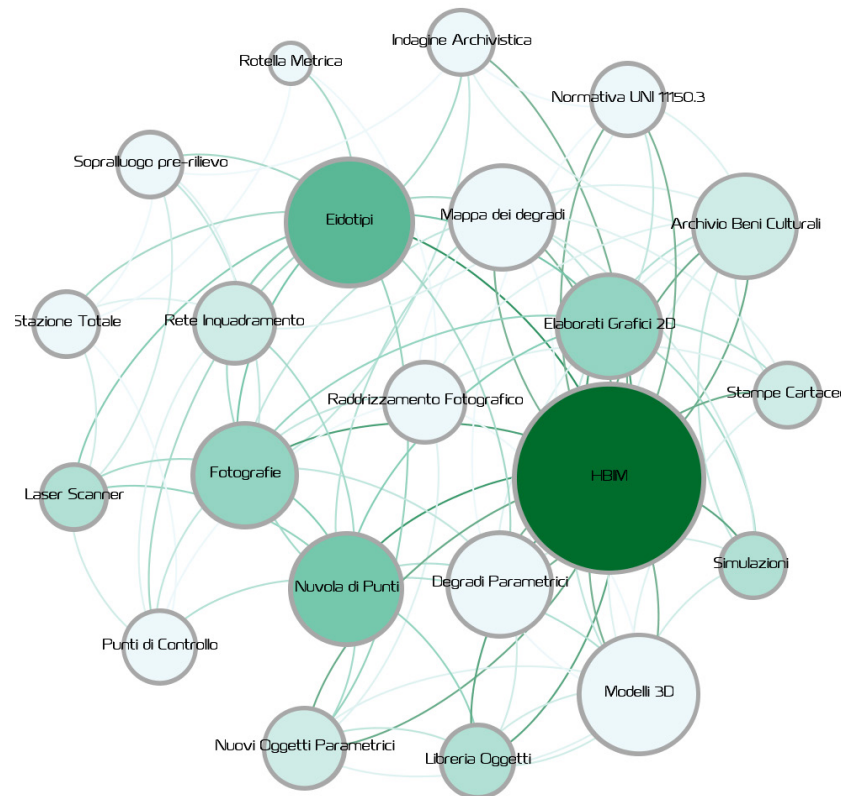 Indagine Archivistica
Rotella Metrica
Normativa UNI 11150.3
Sopralluogo pre-rilievo
Eidotipi
Mappa dei degradi
Archivio Beni Culturali
Stazione Totale
Rete Inquadramento
Elaborati Grafici 2D
Raddrizzamento Fotografico
Stampe Cartacee
Fotografie
HBIM
Laser Scanner
Simulazioni
Nuvola di Punti
Degradi Parametrici
Punti di Controllo
Modelli 3D
Nuovi Oggetti Parametrici
Libreria Oggetti